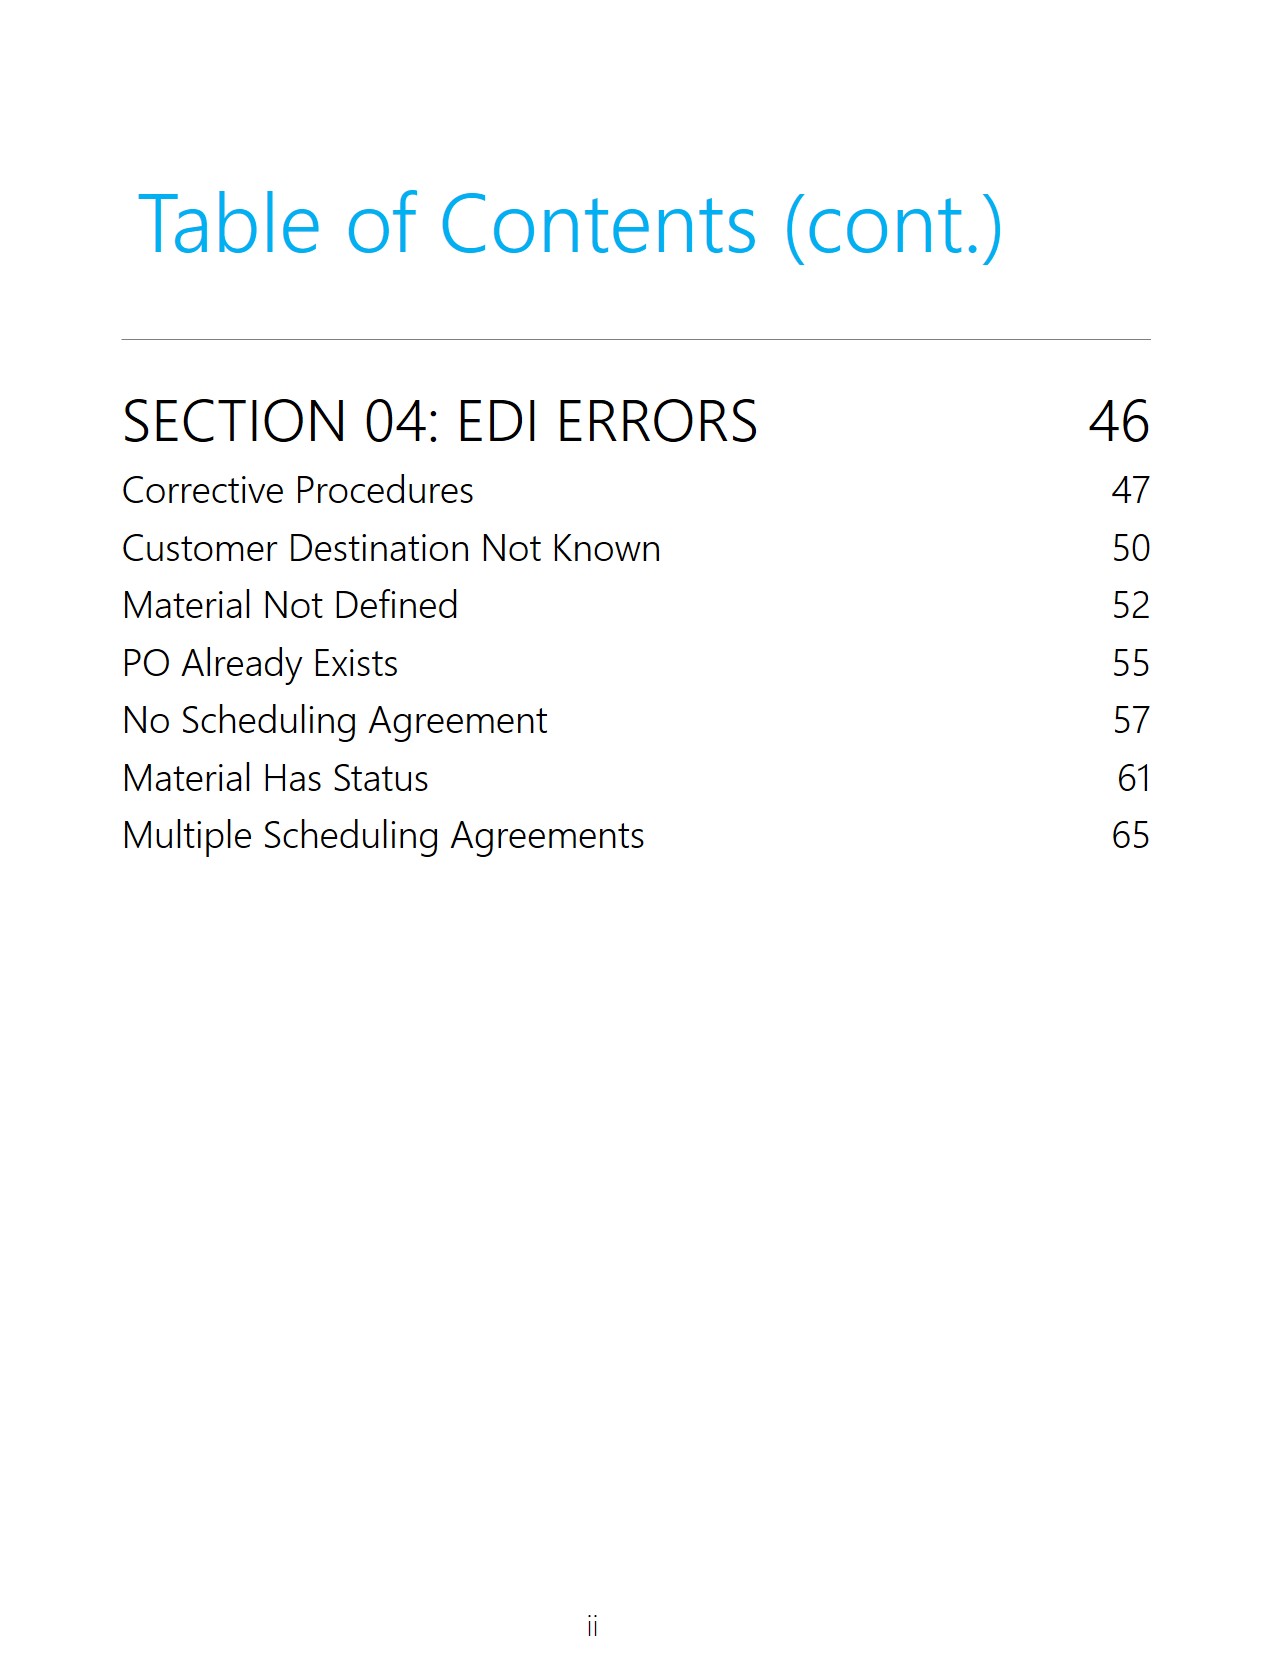 Table of Contents (cont.)
SECTION 04: EDI ERRORS 46
Corrective Procedures 47
Customer Destination Not Known 50
Material Not Defined 52
PO Already Exists 55
No Scheduling Agreement 57
Material Has Status 61
Multiple Scheduling Agreements 65
ii